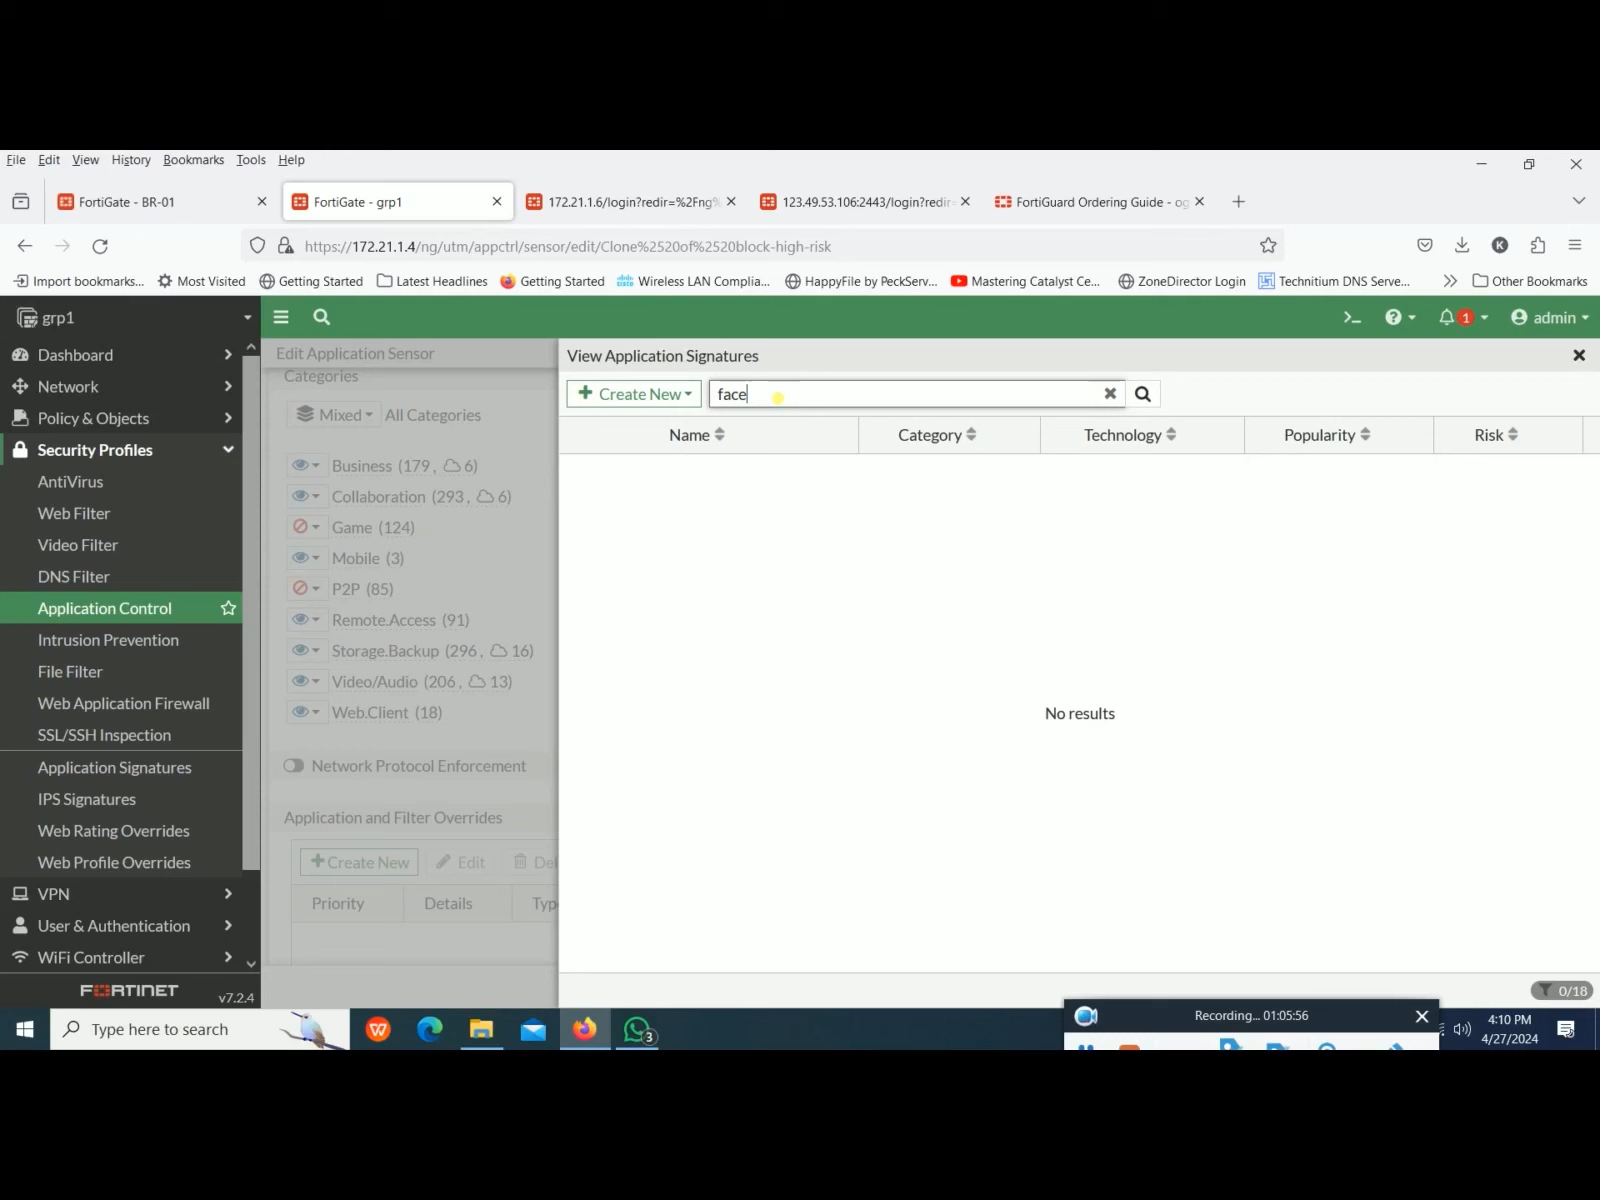 File Edit View History Bookmarks Tools Help
FortiGate - BR-01
FortiGate - grp1
172.21.1.6/login?redir=%2Fng%
123.49.53.106:2443/login?redir=
FortiGuard Ordering Guide - og
https://172.21.1.4/ng/utm/appctrl/sensor/edit/Clone%2520of%2520block-high-risk
K
Import bookmarks... Most Visited Getting Started Latest Headlines Getting Started Wireless LAN Complia... HappyFile by PeckServ... Mastering Catalyst Ce... ZoneDirector Login Technitium DNS Serve... Other Bookmarks
grp1
1
admin
Dashboard
Network
Policy & Objects
Security Profiles
AntiVirus
Web Filter
Video Filter
DNS Filter
Application Control
Intrusion Prevention
File Filter
Web Application Firewall
SSL/SSH Inspection
Application Signatures
IPS Signatures
Web Rating Overrides
Web Profile Overrides
VPN
User & Authentication
WiFi Controller
FORTINET v7.2.4
Edit Application Sensor
Categories
Mixed All Categories
Business (179, 6)
Collaboration (293, 6)
Game (124)
Mobile (3)
P2P (85)
Remote.Access (91)
Storage.Backup (296, 16)
Video/Audio (206, 13)
Web.Client (18)
Network Protocol Enforcement
Application and Filter Overrides
Create New Edit Del
Priority Details Typ
View Application Signatures
Create New face
Name Category Technology Popularity Risk
No results
0/18
Type here to search
W
3
Recording... 01:05:56
4:10 PM
4/27/2024